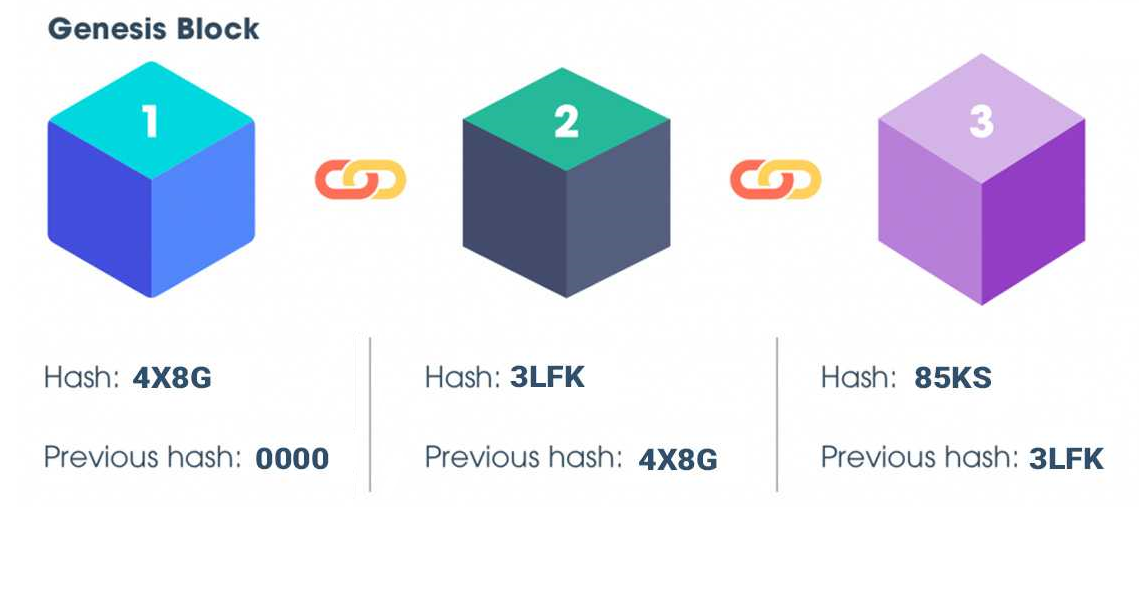 Genesis Block
1
2
3
Hash: 4X8G
Previous hash: 0000
Hash: 3LFK
Previous hash: 4X8G
Hash: 85KS
Previous hash: 3LFK